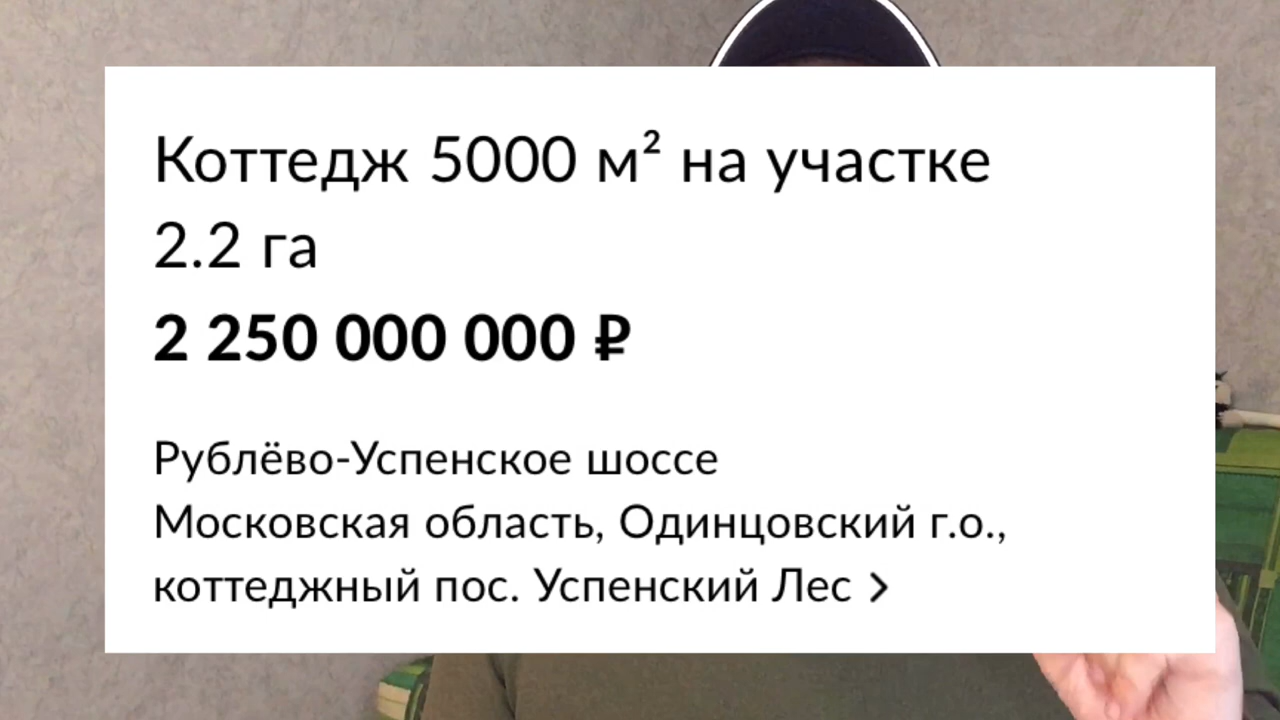 Коттедж 5000 м² на участке
2.2 га
2 250 000 000 ₽
Рублёво-Успенское шоссе
Московская область, Одинцовский г.о.,
коттеджный пос. Успенский Лес